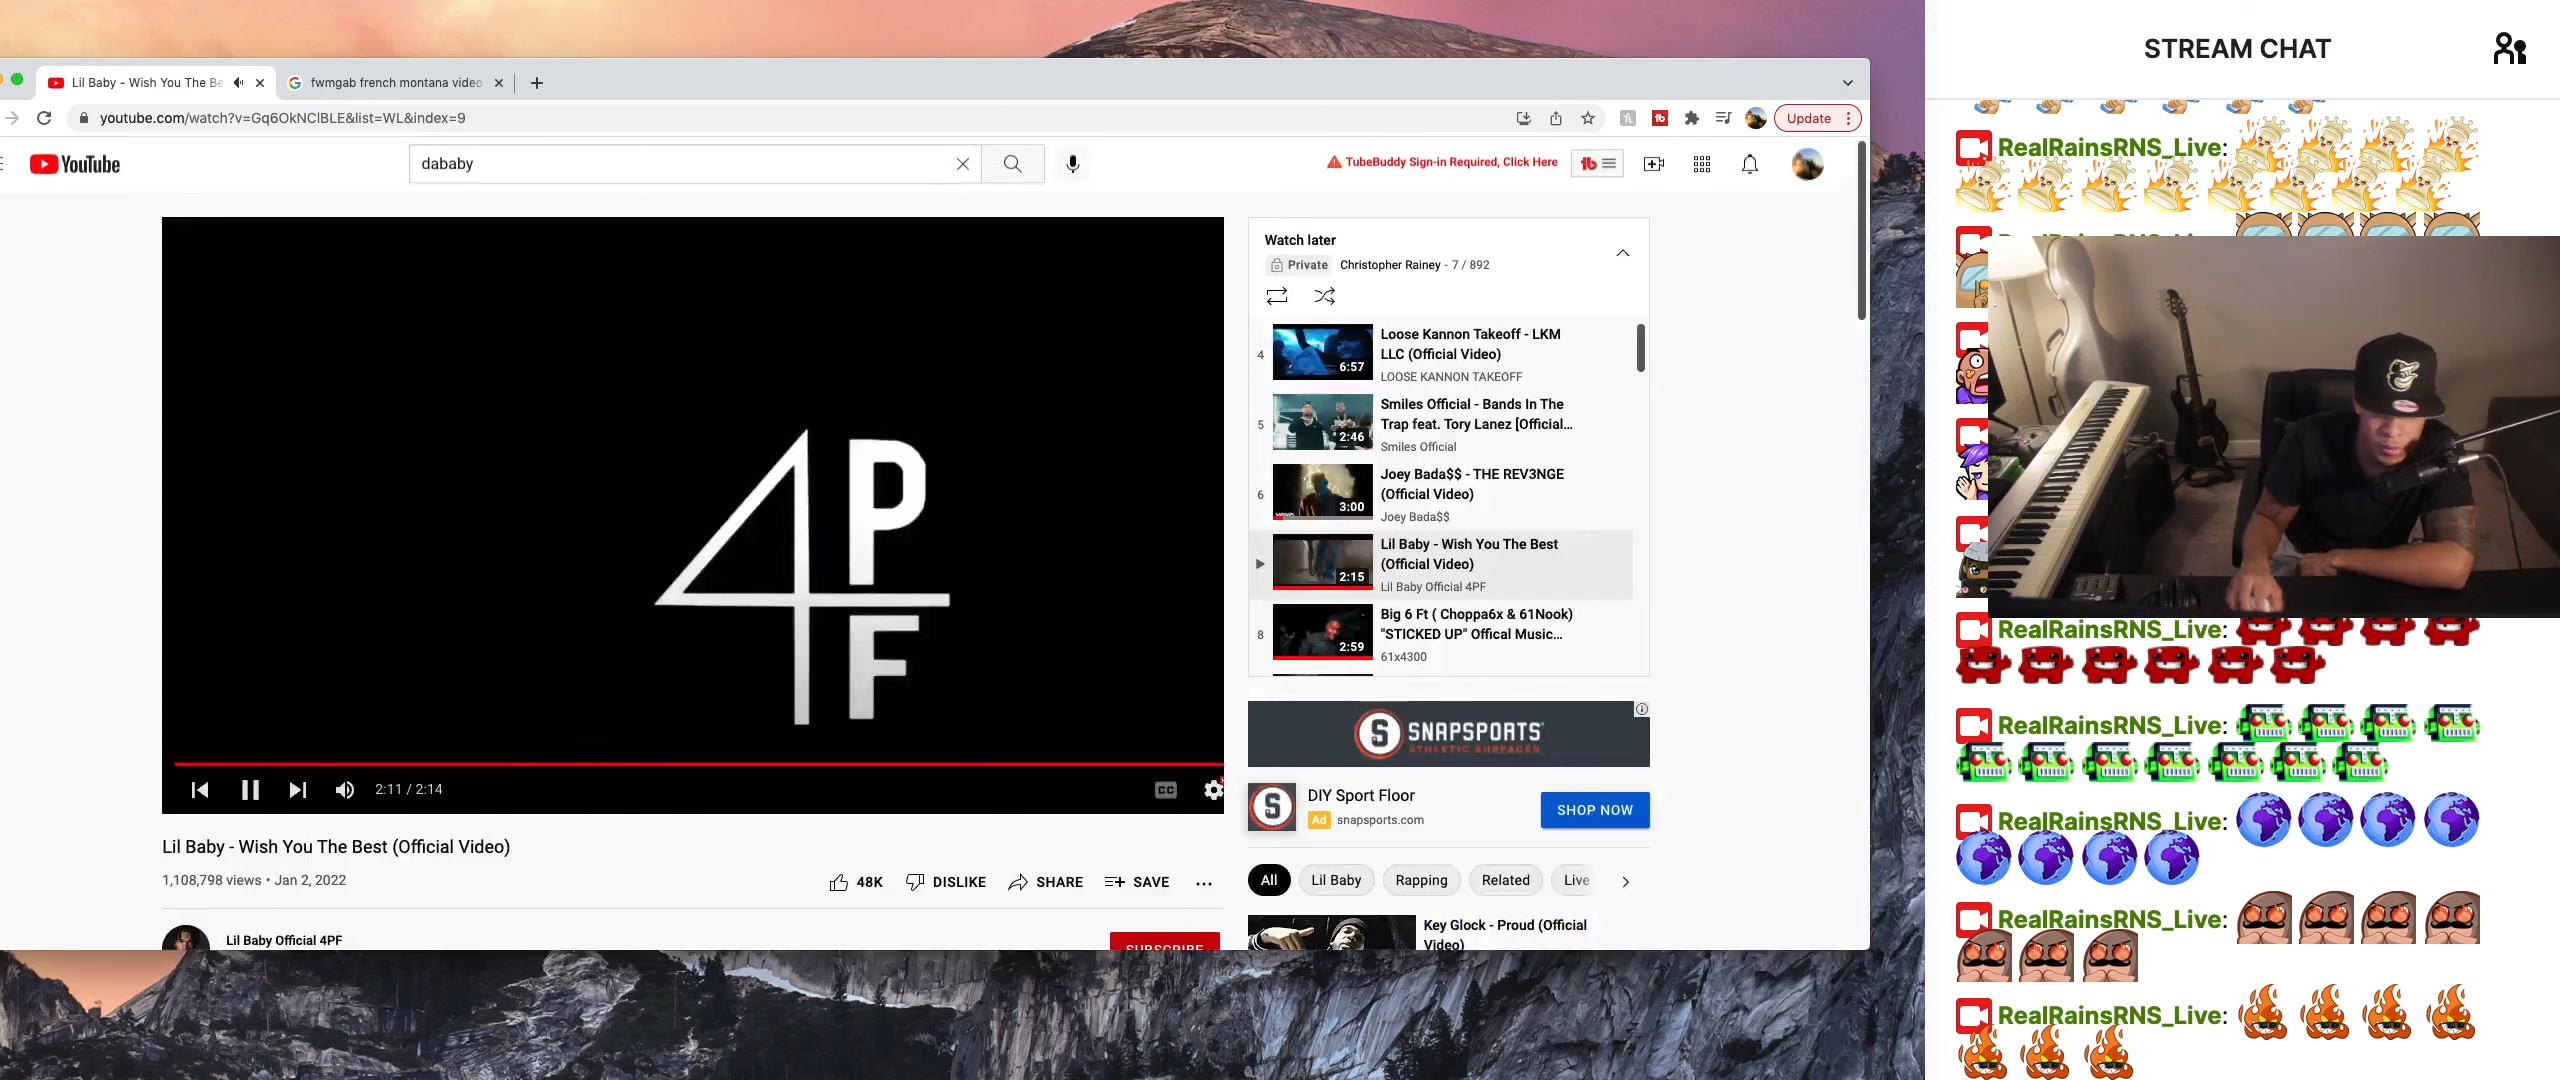 STREAM CHAT
Lil Baby - Wish You The Be
fwmgab french montana video
youtube.com/watch?v=Gq6OkNClBLE&list=WL&index=9
Update
YouTube
dababy
TubeBuddy Sign-in Required, Click Here
tb
4PF
2:11 / 2:14
CC
Lil Baby - Wish You The Best (Official Video)
1,108,798 views • Jan 2, 2022
48K
DISLIKE
SHARE
SAVE
Lil Baby Official 4PF
SUBSCRIBE
Watch later
Private
Christopher Rainey - 7 / 892
4
6:57
Loose Kannon Takeoff - LKM
LLC (Official Video)
LOOSE KANNON TAKEOFF
5
2:46
Smiles Official - Bands In The
Trap feat. Tory Lanez [Official...
Smiles Official
6
3:00
Joey Bada$$ - THE REV3NGE
(Official Video)
Joey Bada$$
2:15
Lil Baby - Wish You The Best
(Official Video)
Lil Baby Official 4PF
8
2:59
Big 6 Ft ( Choppa6x & 61Nook)
"STICKED UP" Offical Music...
61x4300
S SNAPSPORTS
ATHLETIC SURFACES
S
DIY Sport Floor
Ad snapsports.com
SHOP NOW
All
Lil Baby
Rapping
Related
Live
Key Glock - Proud (Official
Video)
RealRainsRNS_Live:
RealRainsRNS_Live:
RealRainsRNS_Live:
RealRainsRNS_Live:
RealRainsRNS_Live:
RealRainsRNS_Live: